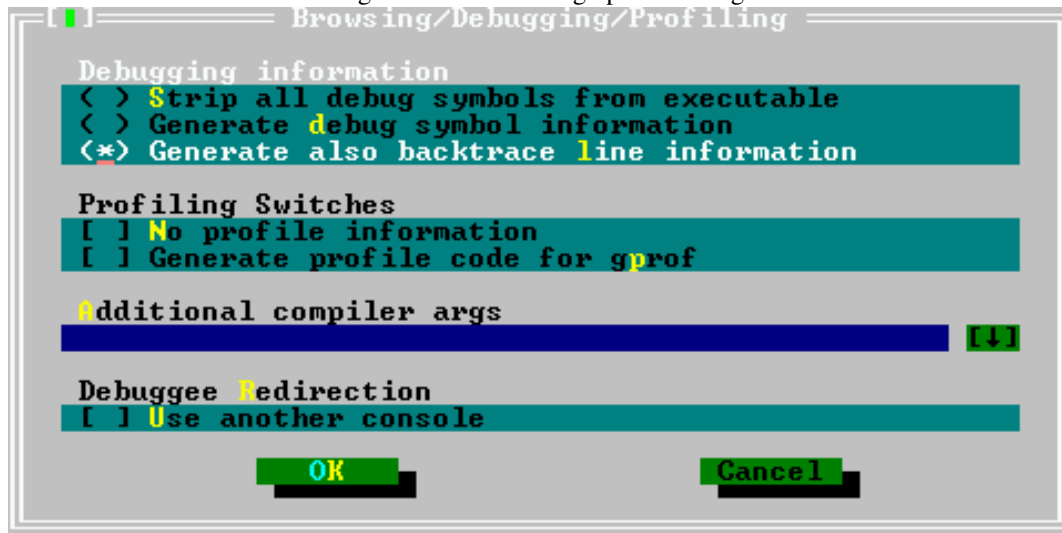 Browsing/Debugging/Profiling
Debugging information
( ) Strip all debug symbols from executable
( ) Generate debug symbol information
(*) Generate also backtrace line information
Profiling Switches
[ ] No profile information
[ ] Generate profile code for gprof
Additional compiler args
[↓]
Debuggee Redirection
[ ] Use another console
OK Cancel